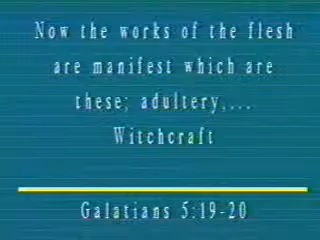 Now the works of the flesh
are manifest which are
these; adultery,...
Witchcraft
Galatians 5:19-20